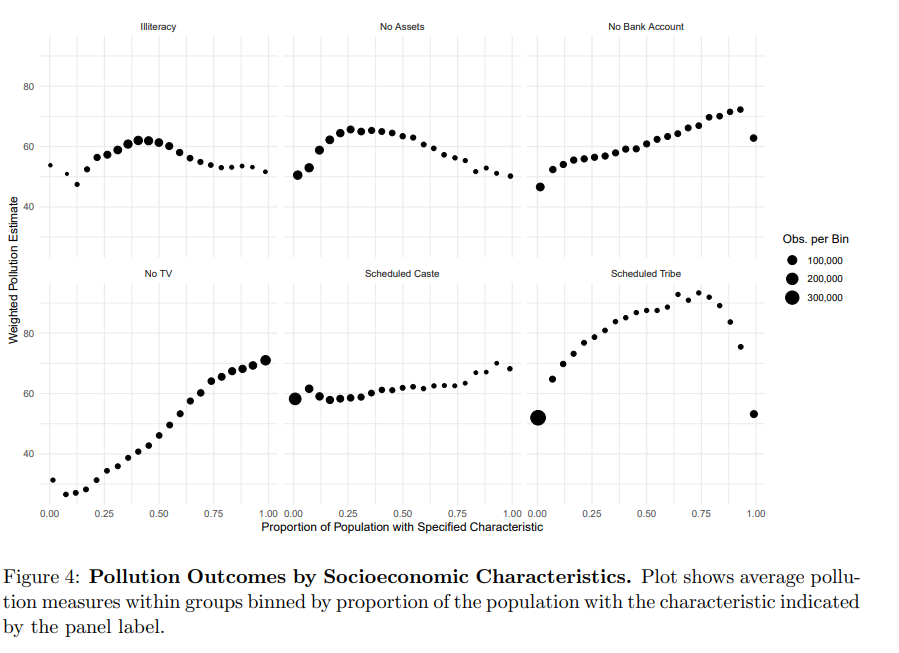 Illiteracy
No Assets
No Bank Account
80
60
40
Weighted Pollution Estimate
No TV
Scheduled Caste
Scheduled Tribe
80
60
40
0.00 0.25 0.50 0.75 1.00 0.00 0.25 0.50 0.75 1.00 0.00 0.25 0.50 0.75 1.00
Proportion of Population with Specified Characteristic
Obs. per Bin
100,000
200,000
300,000
Figure 4: Pollution Outcomes by Socioeconomic Characteristics. Plot shows average pollu-
tion measures within groups binned by proportion of the population with the characteristic indicated
by the panel label.